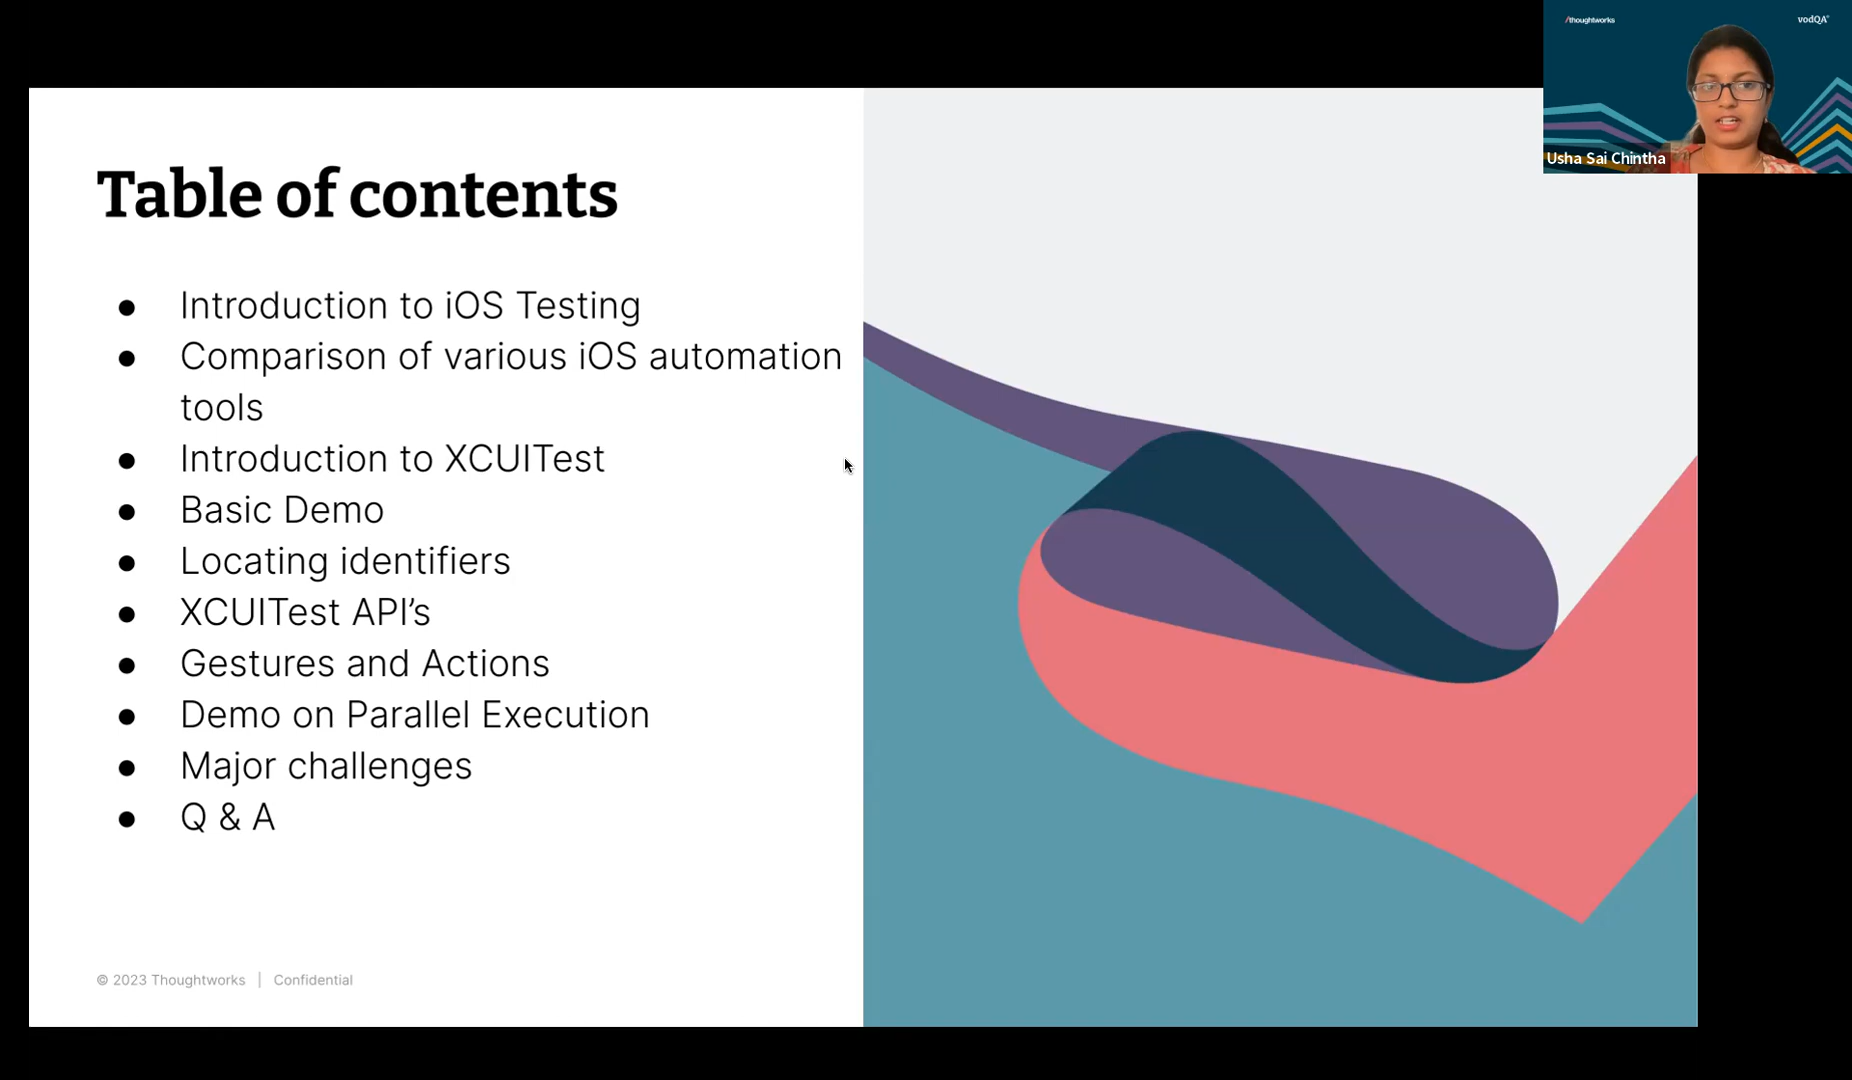 /thoughtworks
vodQA
Usha Sai Chintha
Table of contents
● Introduction to iOS Testing
● Comparison of various iOS automation
tools
● Introduction to XCUITest
● Basic Demo
● Locating identifiers
● XCUITest API’s
● Gestures and Actions
● Demo on Parallel Execution
● Major challenges
● Q & A
© 2023 Thoughtworks | Confidential